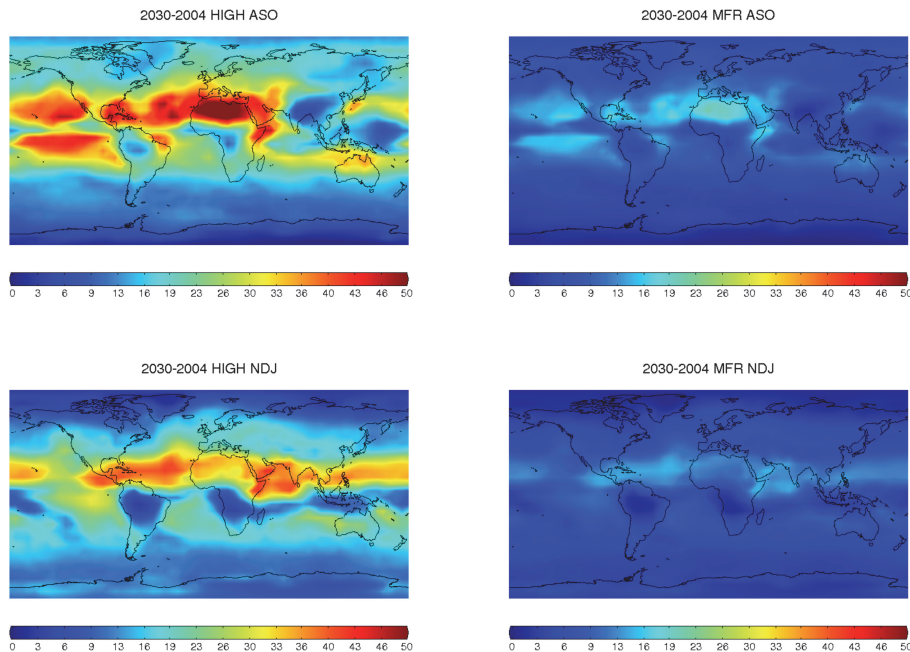 2030-2004 HIGH ASO
2030-2004 MFR ASO
0 3 6 9 13 16 19 23 26 30 33 36 40 43 46 50
0 3 6 9 13 16 19 23 26 30 33 36 40 43 46 50
2030-2004 HIGH NDJ
2030-2004 MFR NDJ
0 3 6 9 13 16 19 23 26 30 33 36 40 43 46 50
0 3 6 9 13 16 19 23 26 30 33 36 40 43 46 50